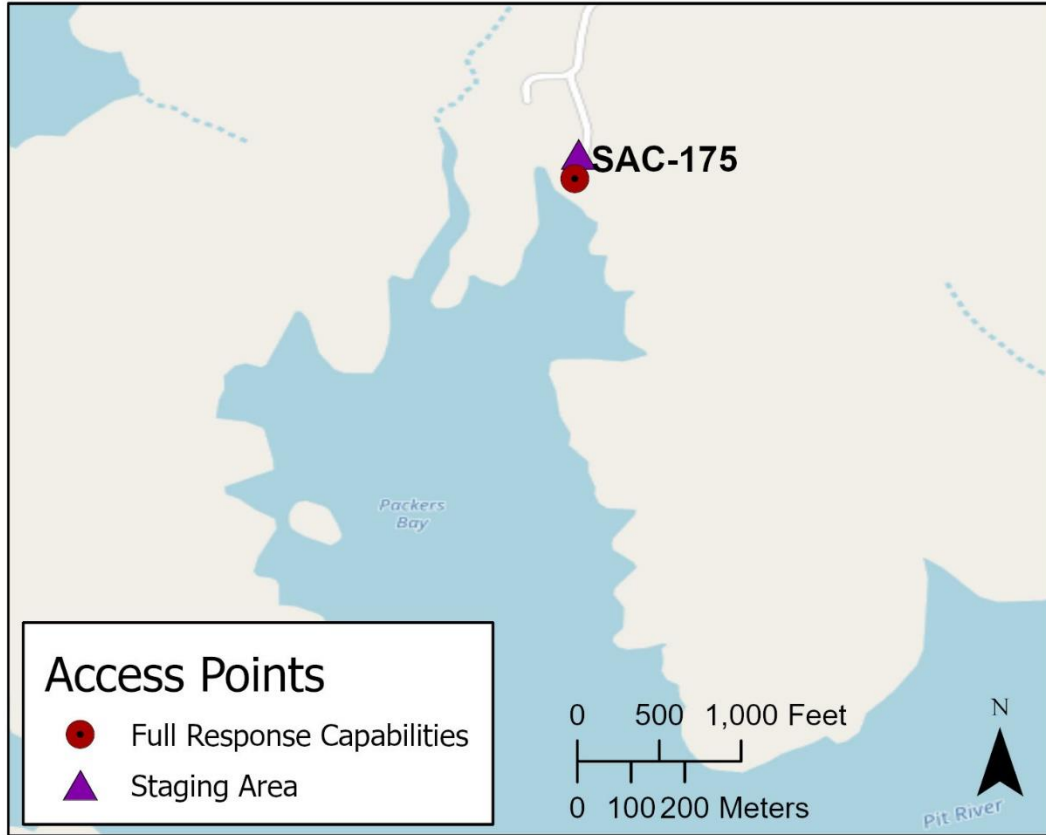 SAC-175
Packers
Bay
Access Points
Full Response Capabilities
Staging Area
0 500 1,000 Feet
0 100 200 Meters
N
Pit River